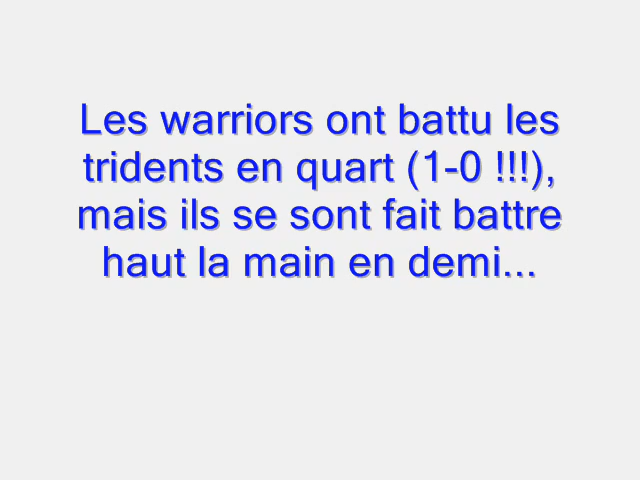 Les warriors ont battu les
tridents en quart (1-0 !!!),
mais ils se sont fait battre
haut la main en demi...